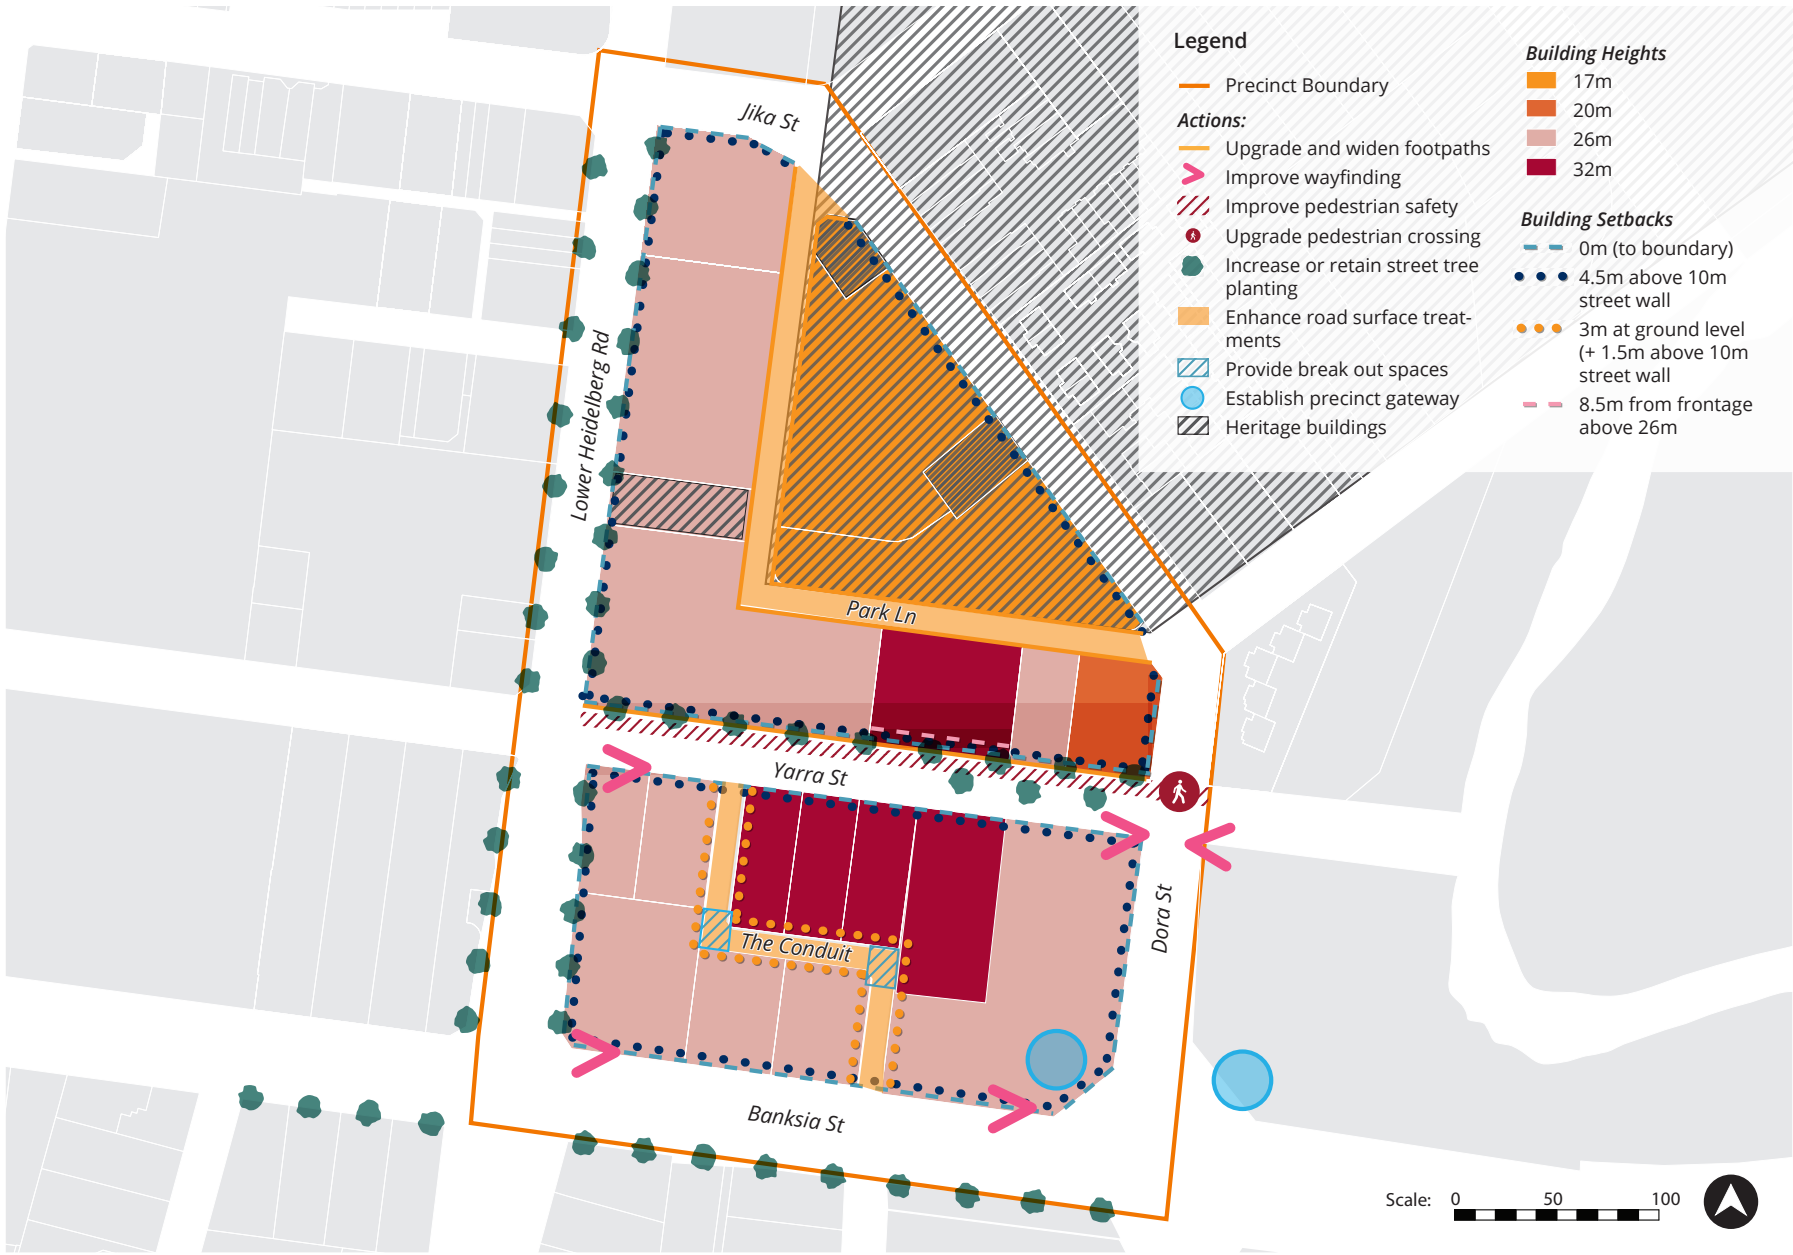 Legend
Precinct Boundary
Actions:
Upgrade and widen footpaths
Improve wayfinding
Improve pedestrian safety
Upgrade pedestrian crossing
Increase or retain street tree
planting
Enhance road surface treat-
ments
Provide break out spaces
Establish precinct gateway
Heritage buildings
Building Heights
17m
20m
26m
32m
Building Setbacks
0m (to boundary)
4.5m above 10m
street wall
3m at ground level
(+ 1.5m above 10m
street wall
8.5m from frontage
above 26m
Jika St
Lower Heidelberg Rd
Park Ln
Yarra St
The Conduit
Dora St
Banksia St
Scale: 0 50 100